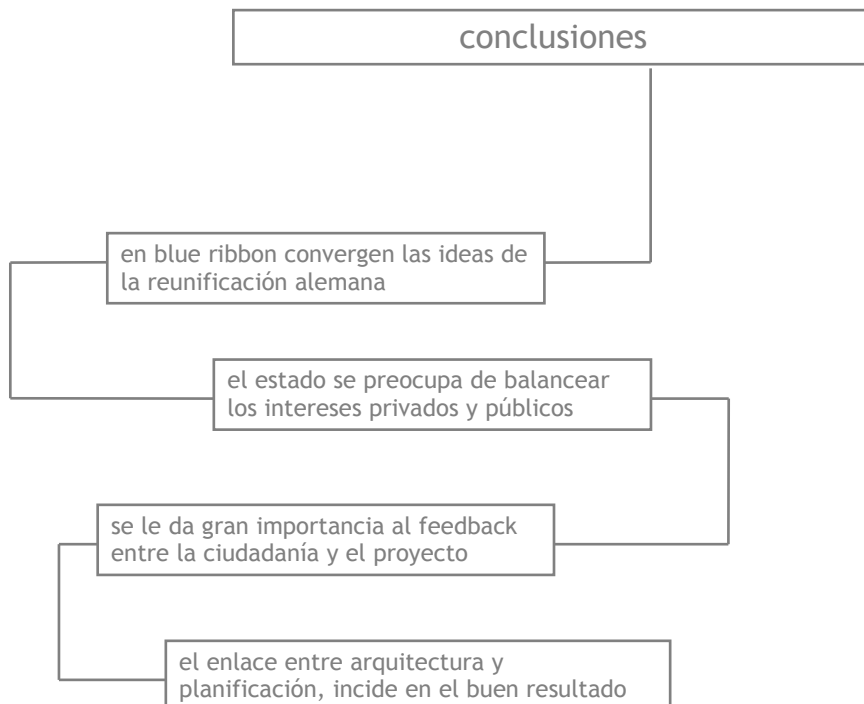 conclusiones
en blue ribbon convergen las ideas de
la reunificación alemana
el estado se preocupa de balancear
los intereses privados y públicos
se le da gran importancia al feedback
entre la ciudadanía y el proyecto
el enlace entre arquitectura y
planificación, incide en el buen resultado